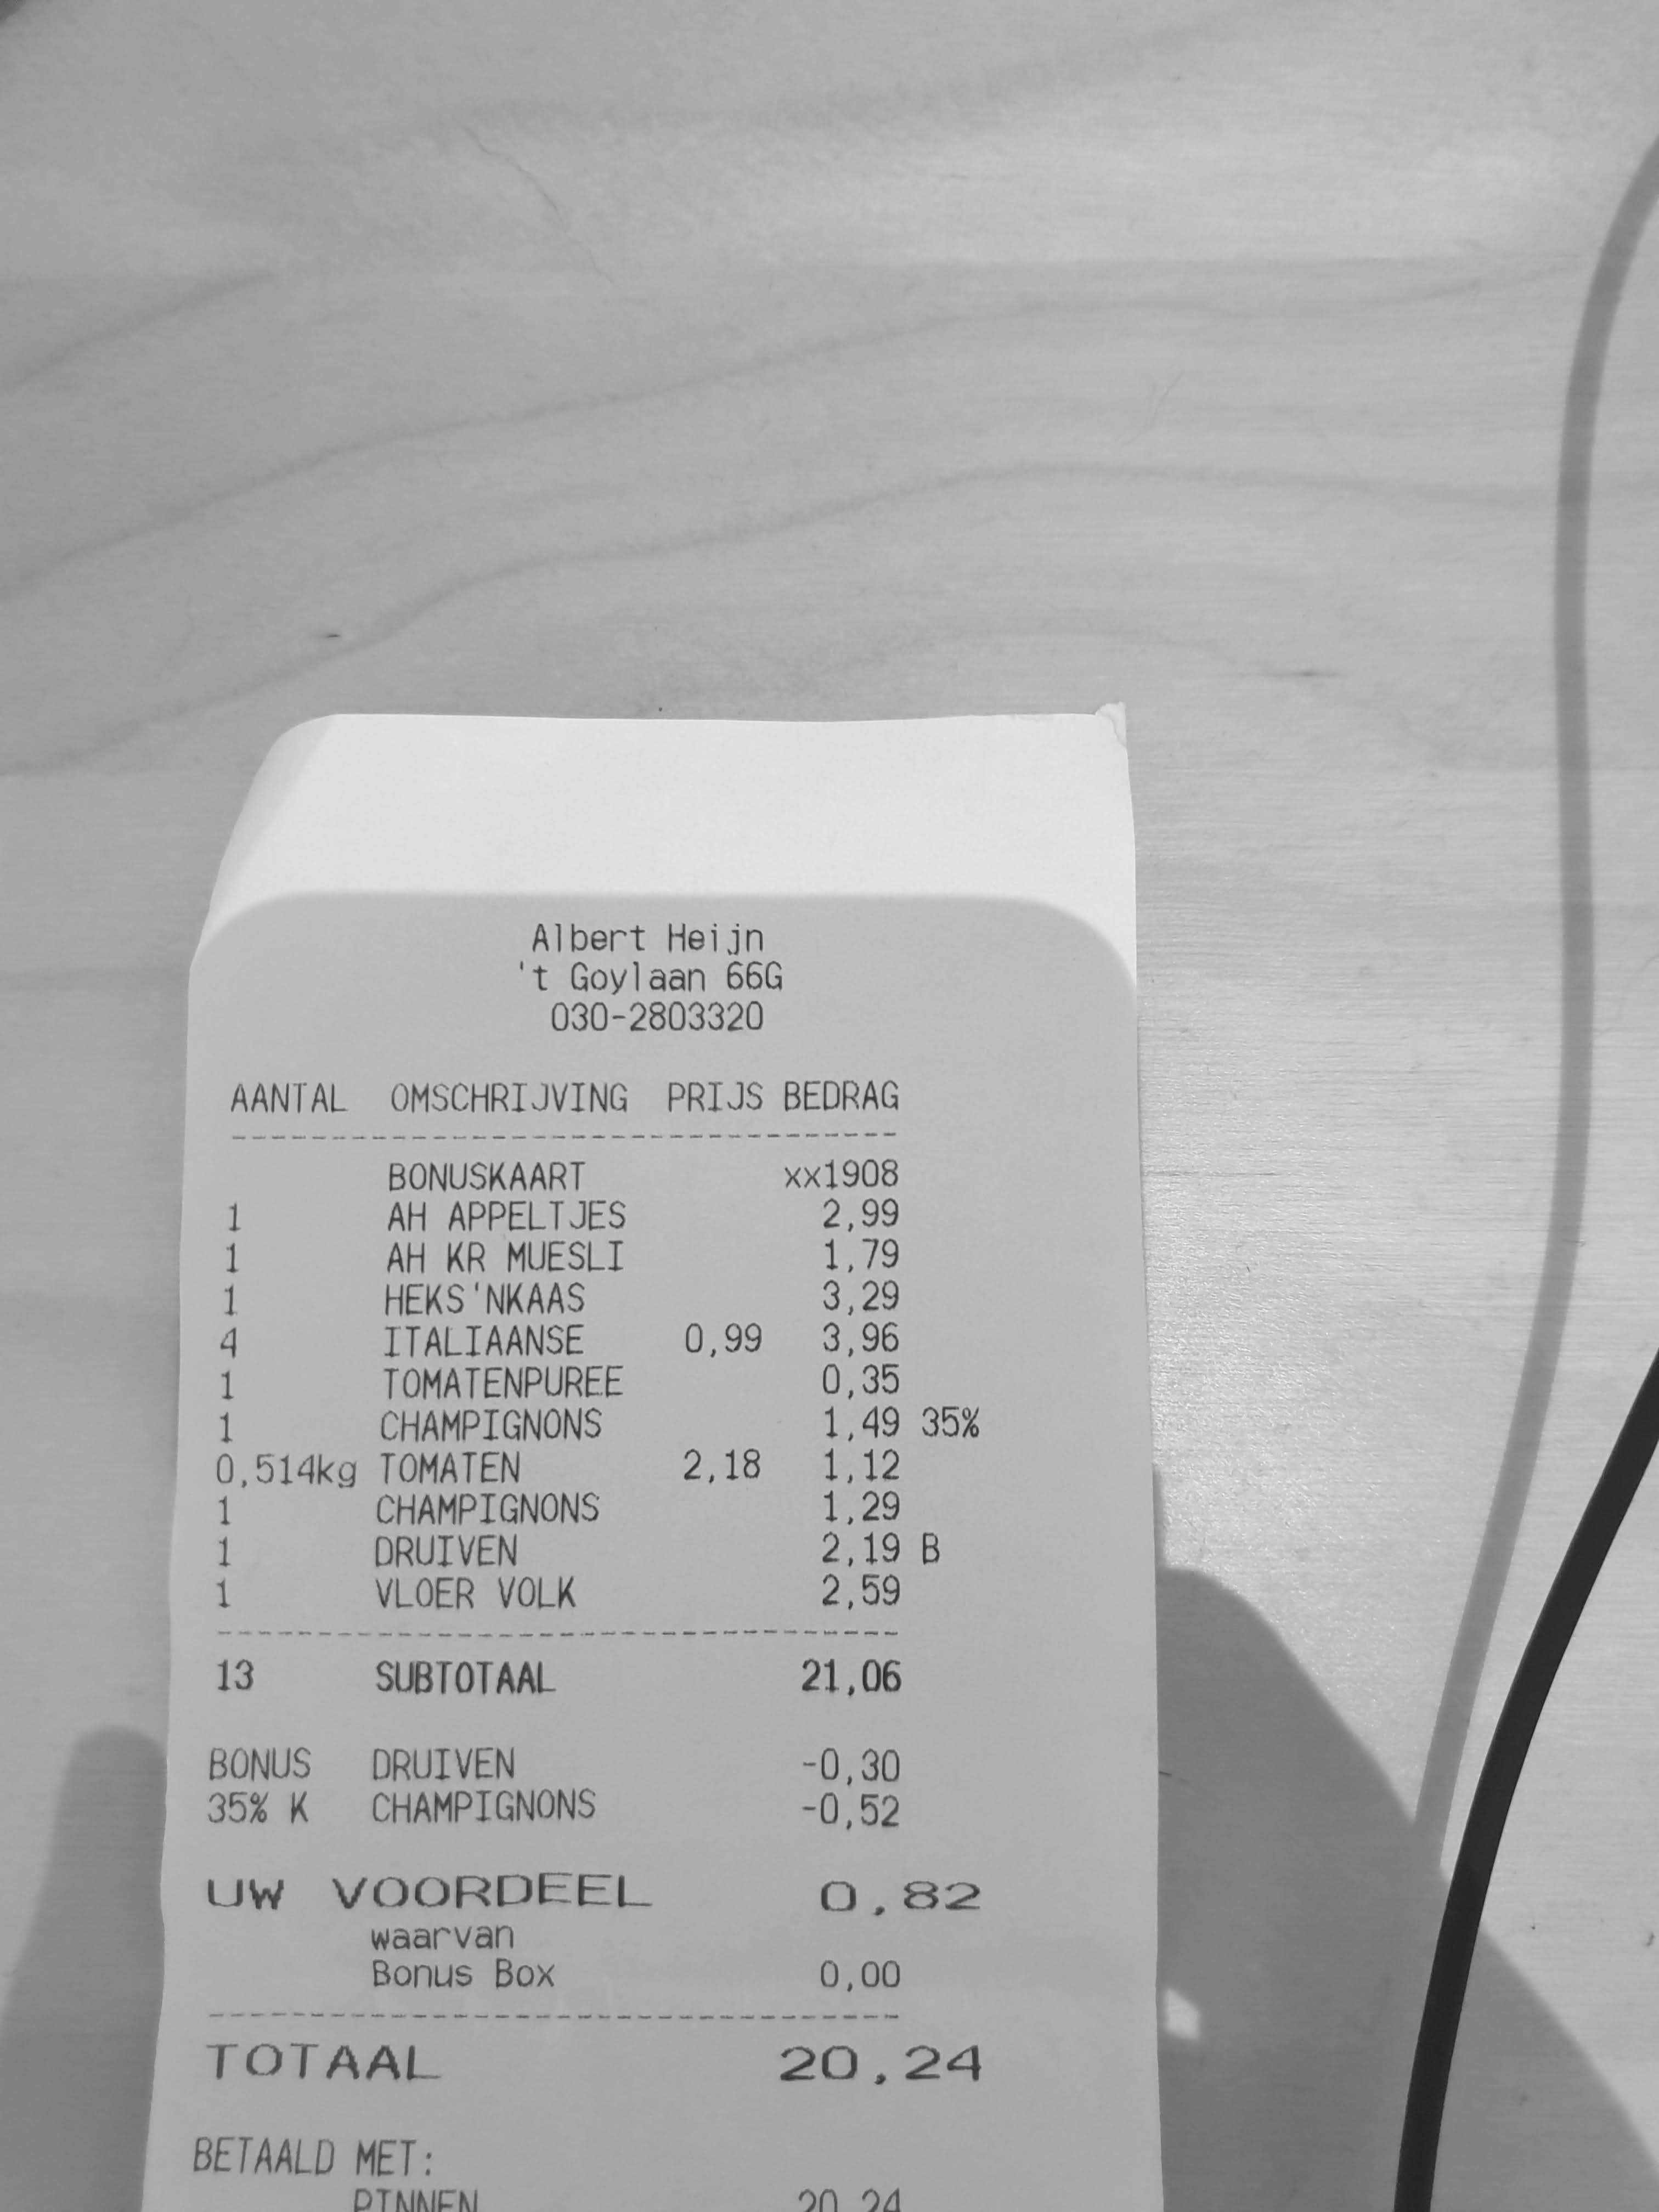 Albert Heijn
't Goylaan 66G
030-2803320
AANTAL OMSCHRIJVING PRIJS BEDRAG
BONUSKAART xx1908
1 AH APPELTJES 2,99
1 AH KR MUESLI 1,79
1 HEKS'NKAAS 3,29
4 ITALIAANSE 0,99 3,96
1 TOMATENPUREE 0,35
1 CHAMPIGNONS 1,49 35%
0,514kg TOMATEN 2,18 1,12
1 CHAMPIGNONS 1,29
1 DRUIVEN 2,19 B
1 VLOER VOLK 2,59
13 SUBTOTAAL 21,06
BONUS DRUIVEN -0,30
35% K CHAMPIGNONS -0,52
UW VOORDEEL 0,82
waarvan
Bonus Box 0,00
TOTAAL 20,24
BETAALD MET:
PINNEN 20,24